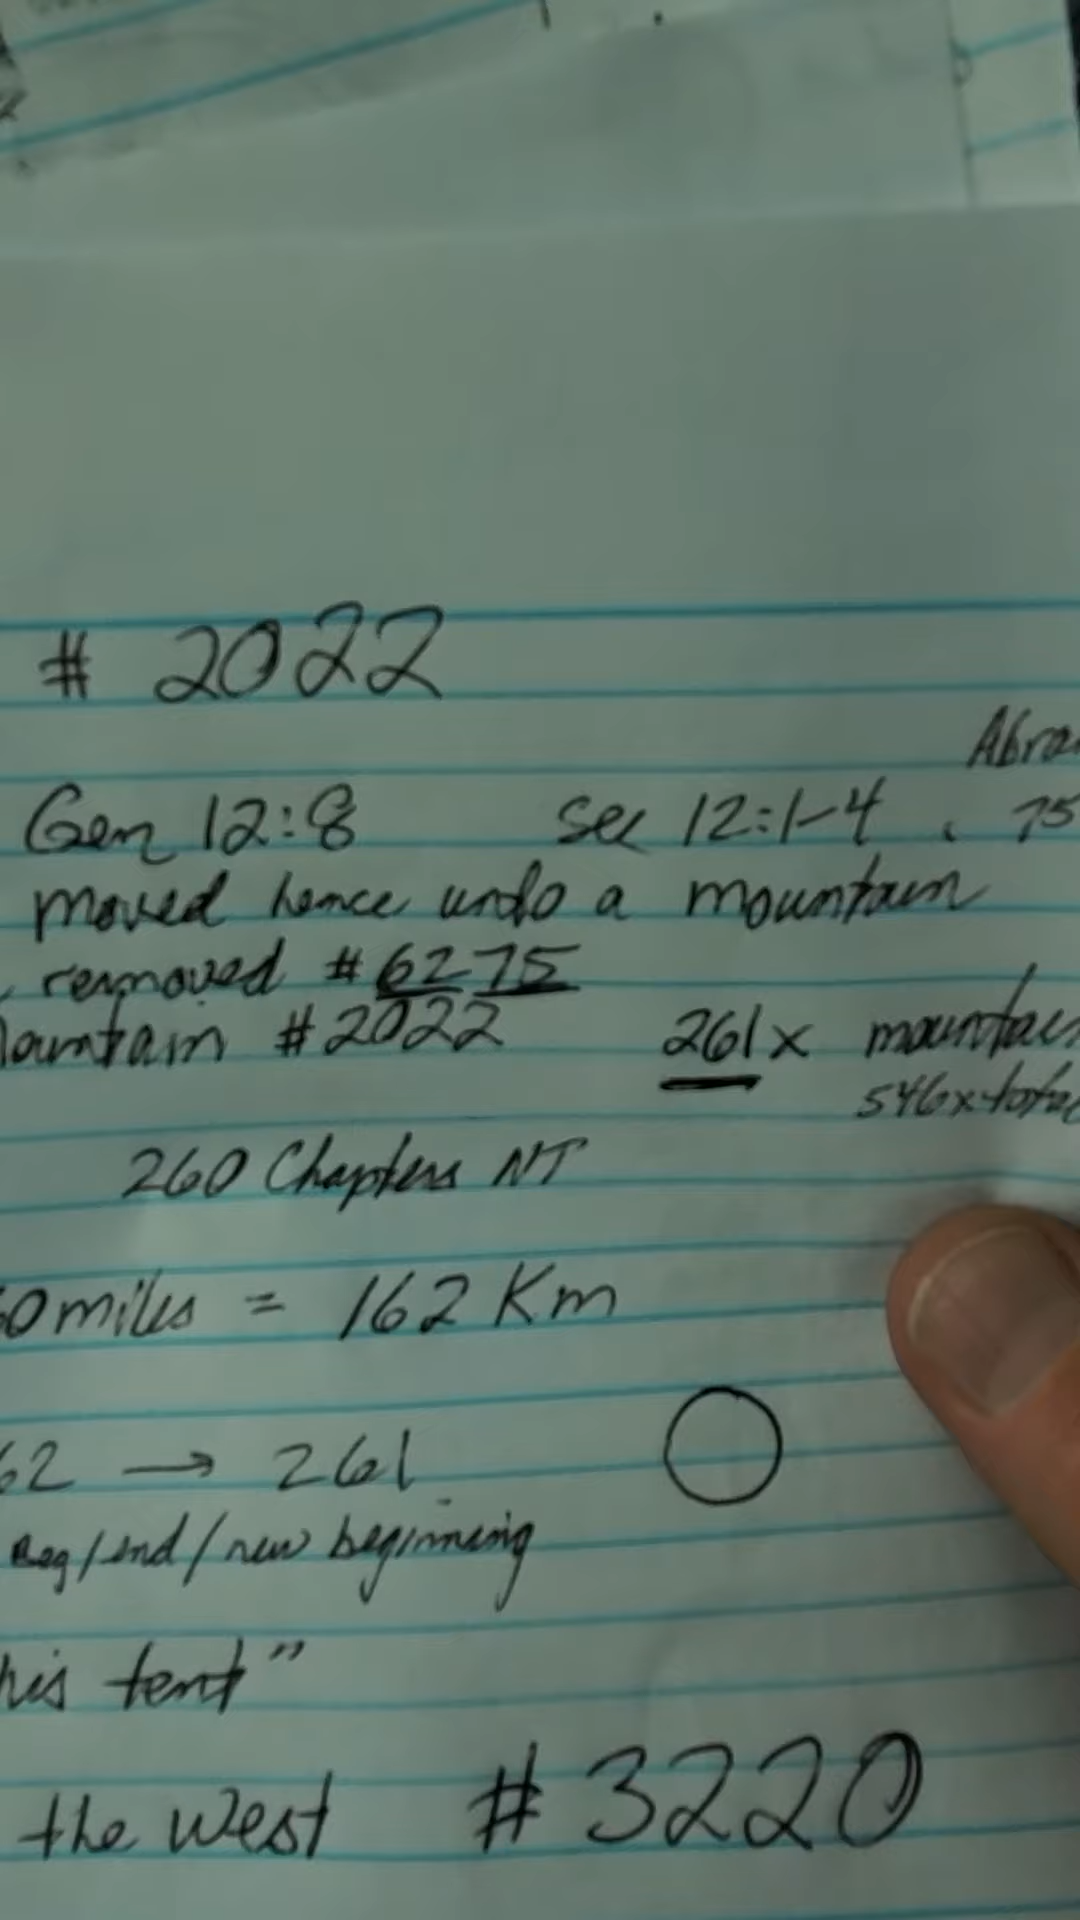 # 2022
Abra
Gen 12:8 see 12:1-4, 75
moved hence undo a mountain
removed # 6275
ountain #2022 261x mountain
546x total
260 Chapters NT
0 miles = 162 Km
62 → 261
Beg/End/new beginning
his tent"
the west # 3220